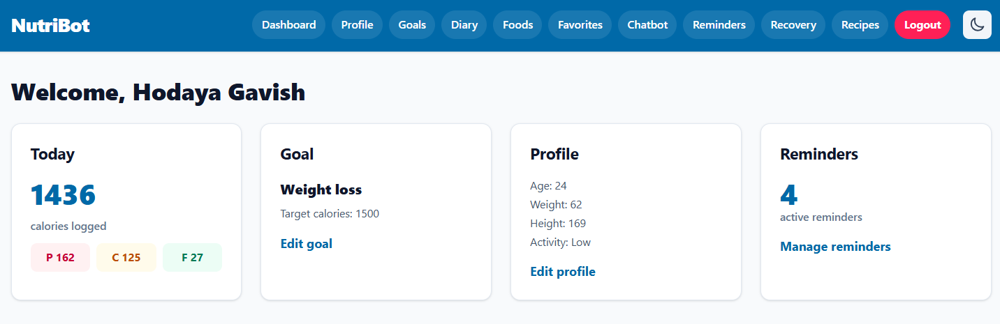 NutriBot
Dashboard
Profile
Goals
Diary
Foods
Favorites
Chatbot
Reminders
Recovery
Recipes
Logout
Welcome, Hodaya Gavish
Today
1436
calories logged
P 162
C 125
F 27
Goal
Weight loss
Target calories: 1500
Edit goal
Profile
Age: 24
Weight: 62
Height: 169
Activity: Low
Edit profile
Reminders
4
active reminders
Manage reminders